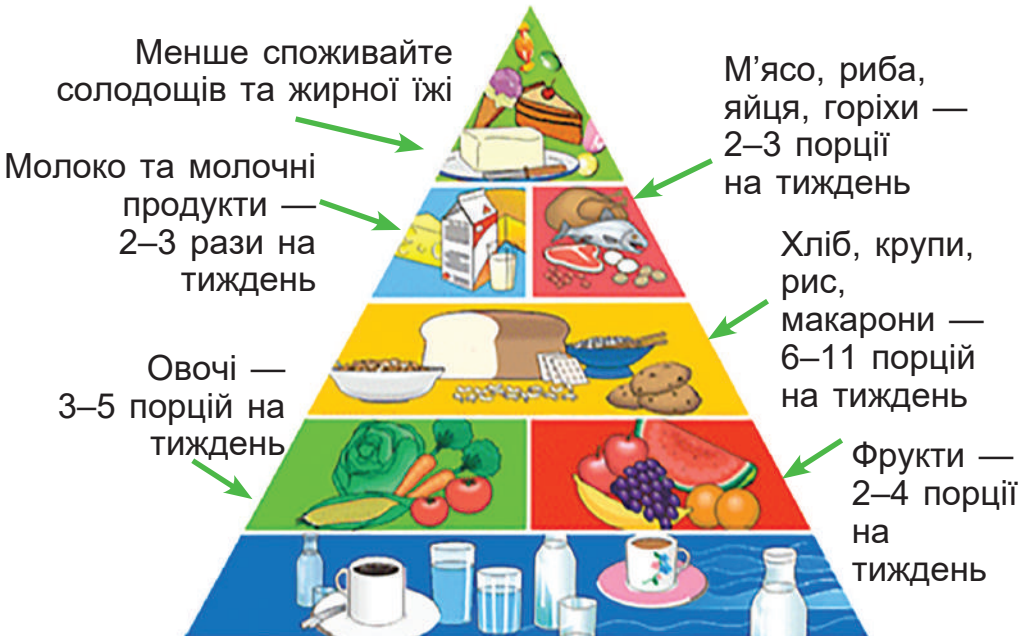 Менше споживайте
солодощів та жирної їжі
М’ясо, риба,
яйця, горіхи —
2–3 порції
на тиждень
Молоко та молочні
продукти —
2–3 рази на
тиждень
Хліб, крупи,
рис,
макарони —
6–11 порцій
на тиждень
Овочі —
3–5 порцій на
тиждень
Фрукти —
2–4 порції
на
тиждень